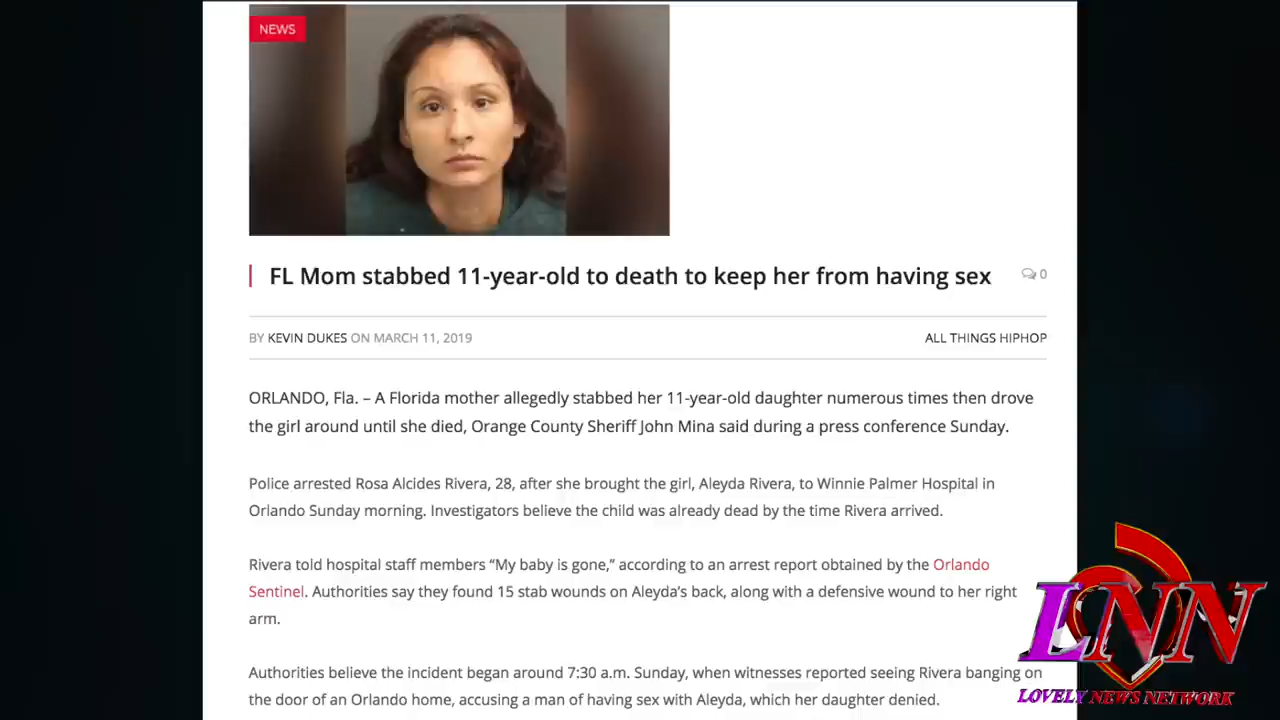 NEWS
FL Mom stabbed 11-year-old to death to keep her from having sex
0
BY KEVIN DUKES ON MARCH 11, 2019
ALL THINGS HIPHOP
ORLANDO, Fla. – A Florida mother allegedly stabbed her 11-year-old daughter numerous times then drove
the girl around until she died, Orange County Sheriff John Mina said during a press conference Sunday.
Police arrested Rosa Alcides Rivera, 28, after she brought the girl, Aleyda Rivera, to Winnie Palmer Hospital in
Orlando Sunday morning. Investigators believe the child was already dead by the time Rivera arrived.
Rivera told hospital staff members “My baby is gone,” according to an arrest report obtained by the Orlando
Sentinel. Authorities say they found 15 stab wounds on Aleyda’s back, along with a defensive wound to her right
arm.
Authorities believe the incident began around 7:30 a.m. Sunday, when witnesses reported seeing Rivera banging on
the door of an Orlando home, accusing a man of having sex with Aleyda, which her daughter denied.
LNN
LOVELY NEWS NETWORK